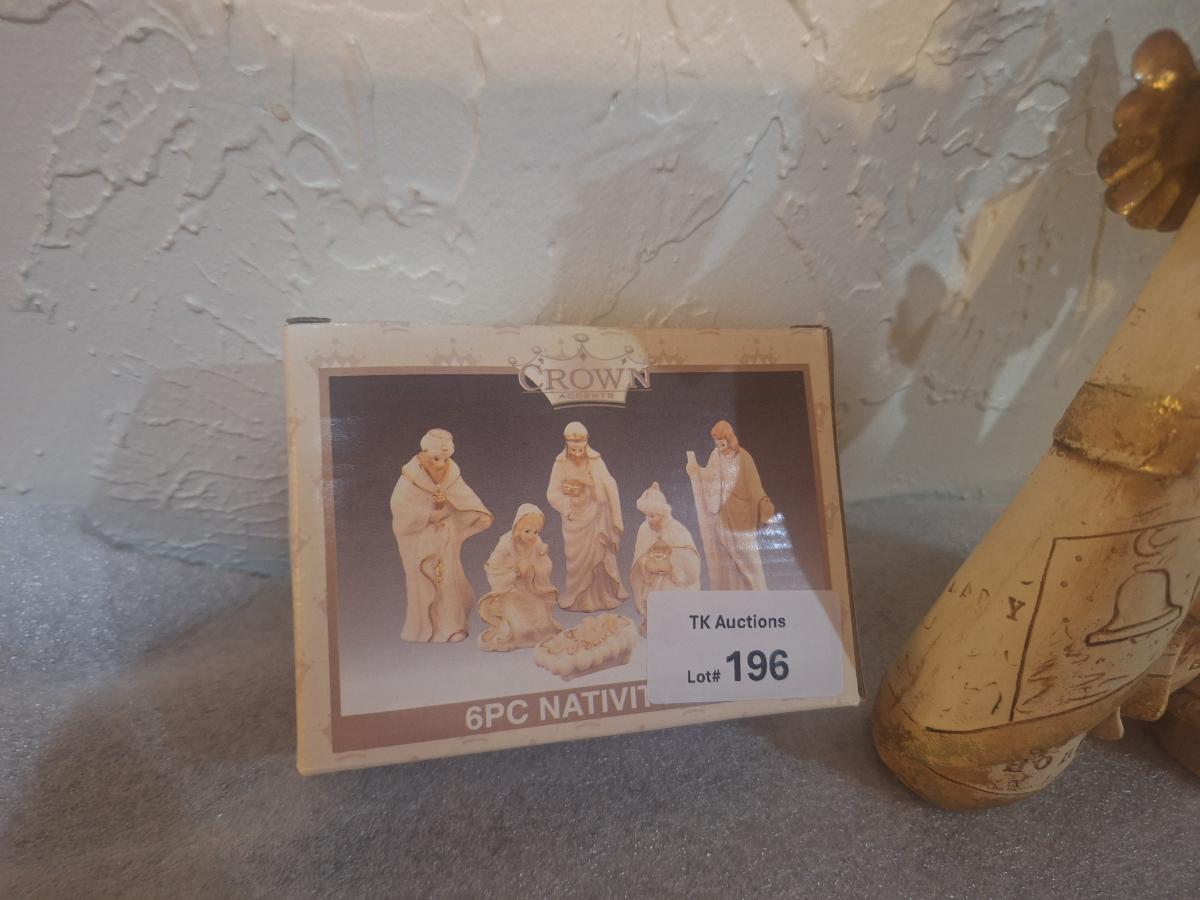 CROWN
ACCENTS
6PC NATIVIT
TK Auctions
Lot# 196